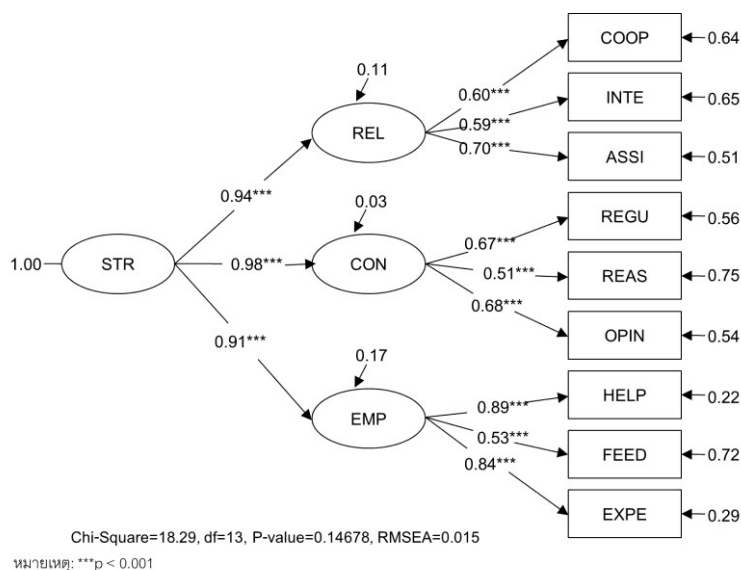 COOP
0.64
0.11
0.60***
INTE
0.65
REL
0.59***
0.70***
ASSI
0.51
0.94***
0.03
REGU
0.56
0.67***
1.00
STR
0.98***
CON
0.51***
REAS
0.75
0.68***
OPIN
0.54
0.91***
0.17
HELP
0.22
0.89***
EMP
0.53***
FEED
0.72
0.84***
EXPE
0.29
Chi-Square=18.29, df=13, P-value=0.14678, RMSEA=0.015
หมายเหตุ: ***p < 0.001